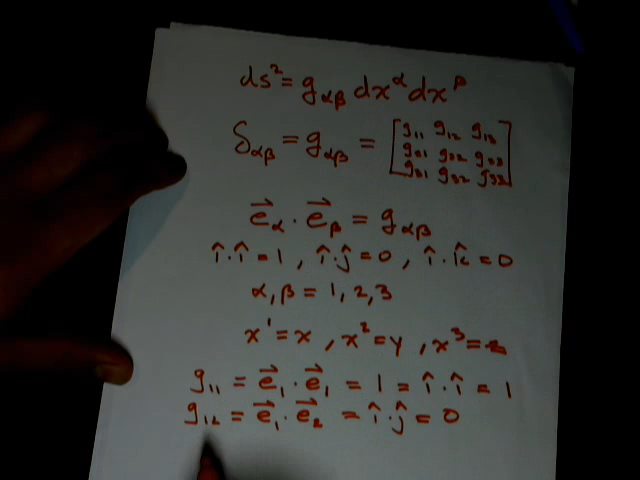 ds² = g_αβ dx^α dx^β
δ_αβ = g_αβ = [g₁₁ g₁₂ g₁₃
g₂₁ g₂₂ g₂₃
g₃₁ g₃₂ g₃₃]
e⃗_α · e⃗_β = g_αβ
î·î = 1 , î·ĵ = 0 , î·k̂ = 0
α, β = 1, 2, 3
x¹ = x , x² = y , x³ = z
g₁₁ = e⃗₁ · e⃗₁ = 1 = î·î = 1
g₁₂ = e⃗₁ · e⃗₂ = î·ĵ = 0